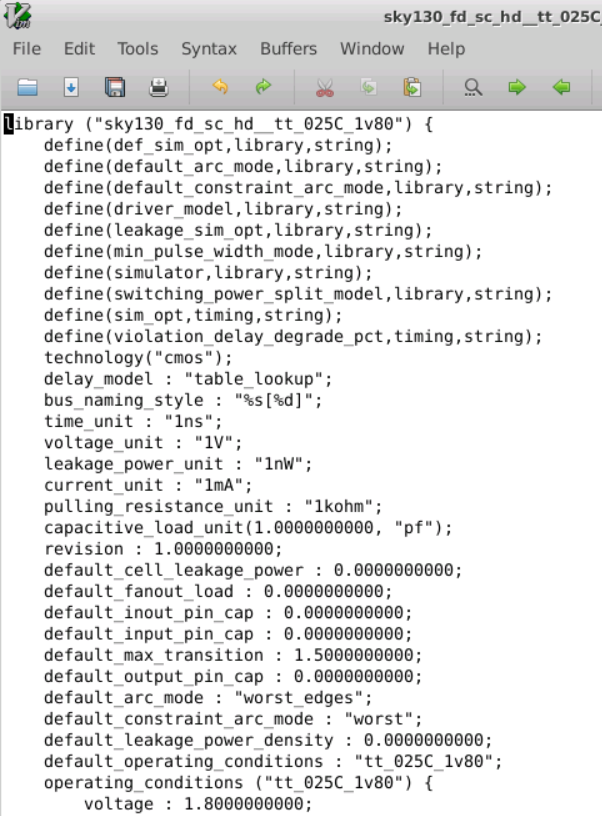 sky130_fd_sc_hd__tt_025C_
File Edit Tools Syntax Buffers Window Help
library ("sky130_fd_sc_hd__tt_025C_1v80") {
    define(def_sim_opt,library,string);
    define(default_arc_mode,library,string);
    define(default_constraint_arc_mode,library,string);
    define(driver_model,library,string);
    define(leakage_sim_opt,library,string);
    define(min_pulse_width_mode,library,string);
    define(simulator,library,string);
    define(switching_power_split_model,library,string);
    define(sim_opt,timing,string);
    define(violation_delay_degrade_pct,timing,string);
    technology("cmos");
    delay_model : "table_lookup";
    bus_naming_style : "%s[%d]";
    time_unit : "1ns";
    voltage_unit : "1V";
    leakage_power_unit : "1nW";
    current_unit : "1mA";
    pulling_resistance_unit : "1kohm";
    capacitive_load_unit(1.0000000000, "pf");
    revision : 1.0000000000;
    default_cell_leakage_power : 0.0000000000;
    default_fanout_load : 0.0000000000;
    default_inout_pin_cap : 0.0000000000;
    default_input_pin_cap : 0.0000000000;
    default_max_transition : 1.5000000000;
    default_output_pin_cap : 0.0000000000;
    default_arc_mode : "worst_edges";
    default_constraint_arc_mode : "worst";
    default_leakage_power_density : 0.0000000000;
    default_operating_conditions : "tt_025C_1v80";
    operating_conditions ("tt_025C_1v80") {
        voltage : 1.8000000000;